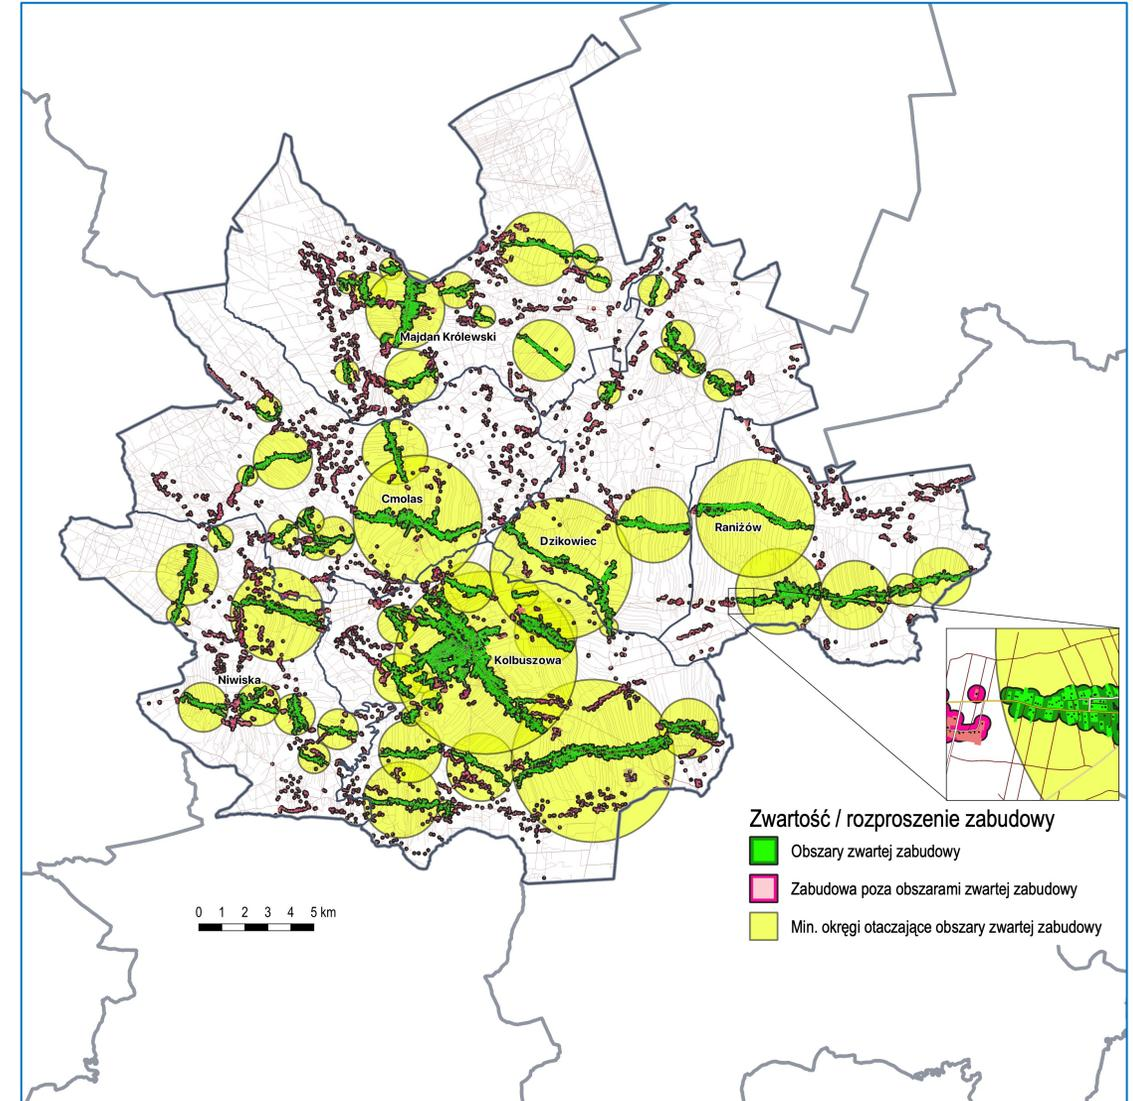 Majdan Królewski
Cmolas
Dzikowiec
Raniżów
Kolbuszowa
Niwiska
Zwartość / rozproszenie zabudowy
Obszary zwartej zabudowy
Zabudowa poza obszarami zwartej zabudowy
Min. okręgi otaczające obszary zwartej zabudowy
0 1 2 3 4 5 km